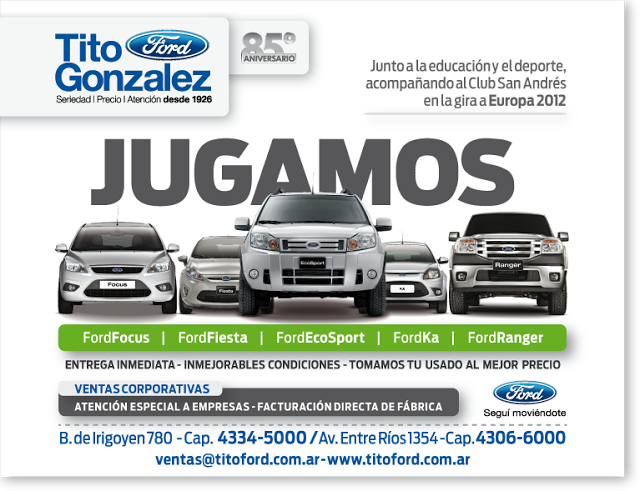 Tito Ford
Gonzalez
Seriedad | Precio | Atención desde 1926
85º
ANIVERSARIO
Junto a la educación y el deporte,
acompañando al Club San Andrés
en la gira a Europa 2012
JUGAMOS
Focus
Fiesta
EcoSport
KA
Ranger
FordFocus | FordFiesta | FordEcoSport | FordKa | FordRanger
ENTREGA INMEDIATA - INMEJORABLES CONDICIONES - TOMAMOS TU USADO AL MEJOR PRECIO
VENTAS CORPORATIVAS
ATENCIÓN ESPECIAL A EMPRESAS - FACTURACIÓN DIRECTA DE FÁBRICA
Ford
Seguí moviéndote
B. de Irigoyen 780 - Cap. 4334-5000 / Av. Entre Ríos 1354 - Cap. 4306-6000
ventas@titoford.com.ar - www.titoford.com.ar